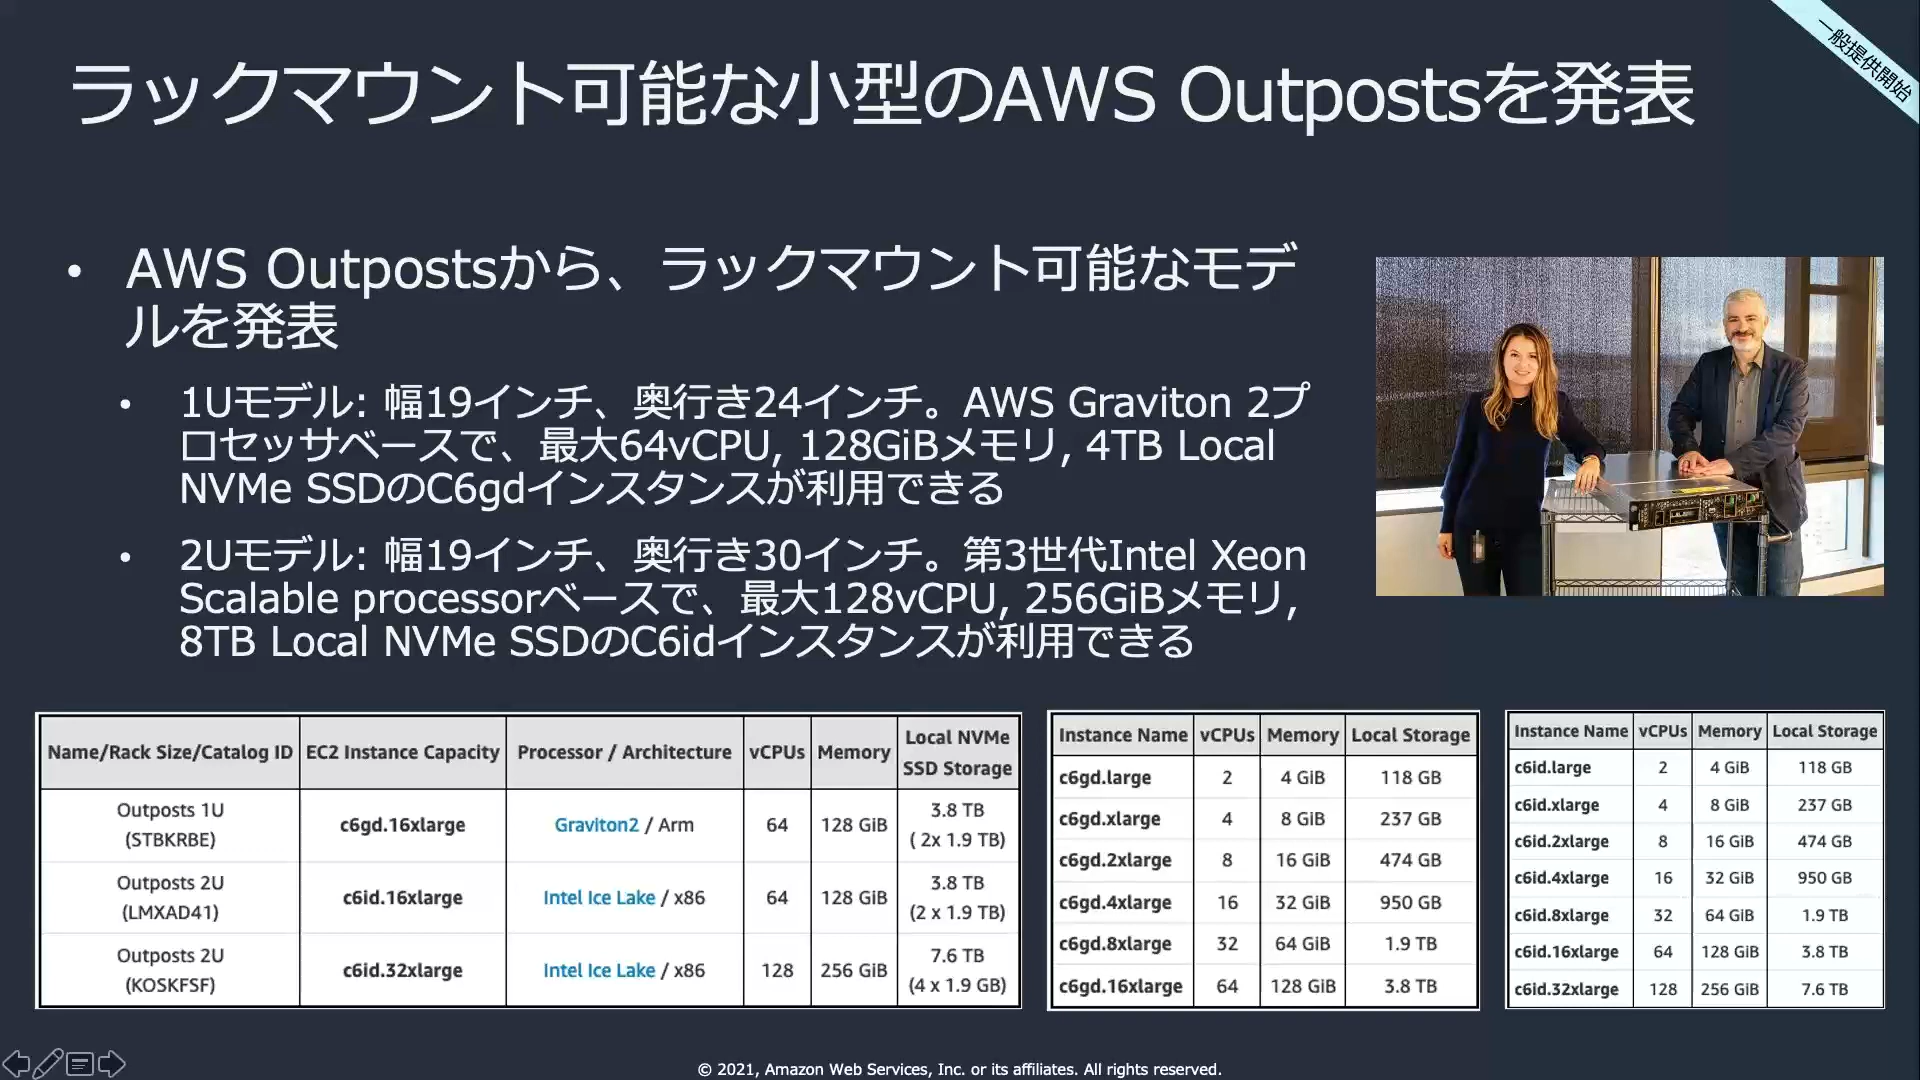 一般提供開始
ラックマウント可能な小型のAWS Outpostsを発表
• AWS Outpostsから、ラックマウント可能なモデ
ルを発表
• 1Uモデル: 幅19インチ、奥行き24インチ。AWS Graviton 2プ
ロセッサベースで、最大64vCPU, 128GiBメモリ, 4TB Local
NVMe SSDのC6gdインスタンスが利用できる
• 2Uモデル: 幅19インチ、奥行き30インチ。第3世代Intel Xeon
Scalable processorベースで、最大128vCPU, 256GiBメモリ,
8TB Local NVMe SSDのC6idインスタンスが利用できる
Name/Rack Size/Catalog ID EC2 Instance Capacity Processor / Architecture vCPUs Memory Local NVMe
SSD Storage
Outposts 1U
(STBKRBE) c6gd.16xlarge Graviton2 / Arm 64 128 GiB 3.8 TB
( 2x 1.9 TB)
Outposts 2U
(LMXAD41) c6id.16xlarge Intel Ice Lake / x86 64 128 GiB 3.8 TB
(2 x 1.9 TB)
Outposts 2U
(KOSKFSF) c6id.32xlarge Intel Ice Lake / x86 128 256 GiB 7.6 TB
(4 x 1.9 GB)
Instance Name vCPUs Memory Local Storage
c6gd.large 2 4 GiB 118 GB
c6gd.xlarge 4 8 GiB 237 GB
c6gd.2xlarge 8 16 GiB 474 GB
c6gd.4xlarge 16 32 GiB 950 GB
c6gd.8xlarge 32 64 GiB 1.9 TB
c6gd.16xlarge 64 128 GiB 3.8 TB
Instance Name vCPUs Memory Local Storage
c6id.large 2 4 GiB 118 GB
c6id.xlarge 4 8 GiB 237 GB
c6id.2xlarge 8 16 GiB 474 GB
c6id.4xlarge 16 32 GiB 950 GB
c6id.8xlarge 32 64 GiB 1.9 TB
c6id.16xlarge 64 128 GiB 3.8 TB
c6id.32xlarge 128 256 GiB 7.6 TB
© 2021, Amazon Web Services, Inc. or its affiliates. All rights reserved.